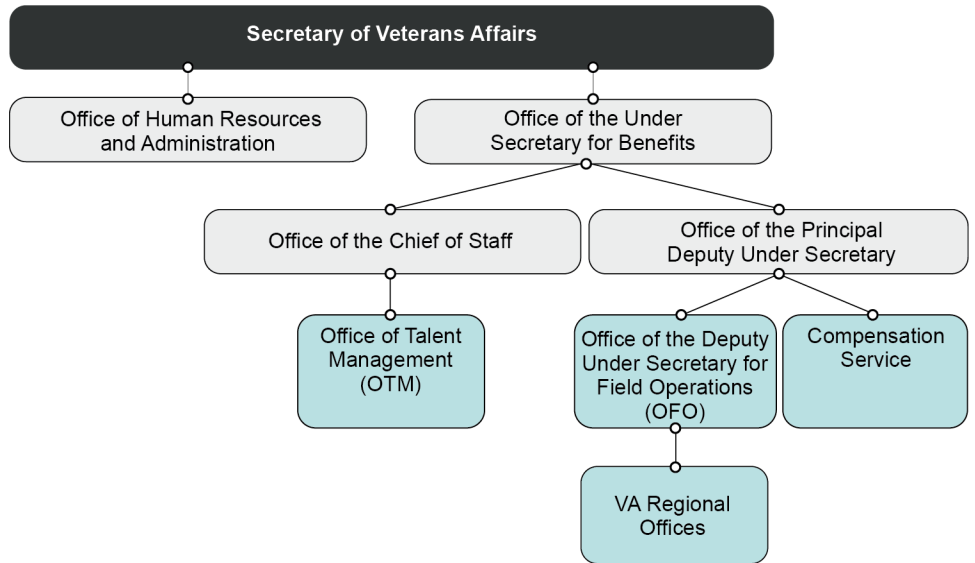 Secretary of Veterans Affairs
Office of Human Resources
and Administration
Office of the Under
Secretary for Benefits
Office of the Chief of Staff
Office of the Principal
Deputy Under Secretary
Office of Talent
Management
(OTM)
Office of the Deputy
Under Secretary for
Field Operations
(OFO)
Compensation
Service
VA Regional
Offices